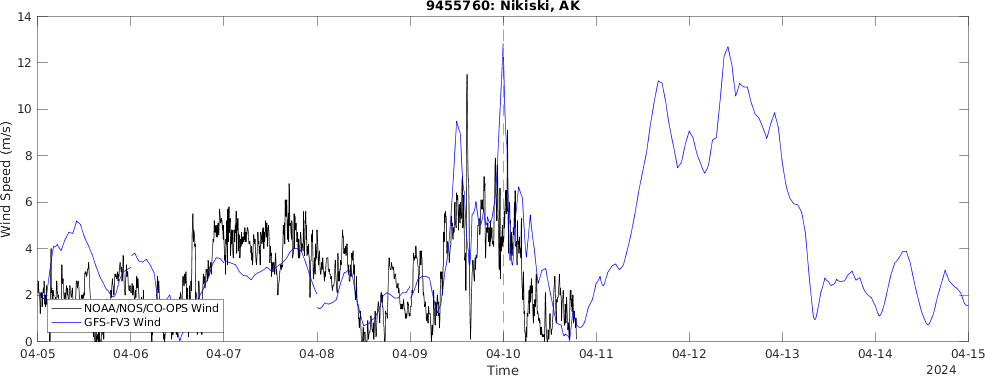 9455760: Nikiski, AK
14
12
10
8
6
4
2
0
Wind Speed (m/s)
NOAA/NOS/CO-OPS Wind
GFS-FV3 Wind
04-05 04-06 04-07 04-08 04-09 04-10 04-11 04-12 04-13 04-14 04-15
Time
2024